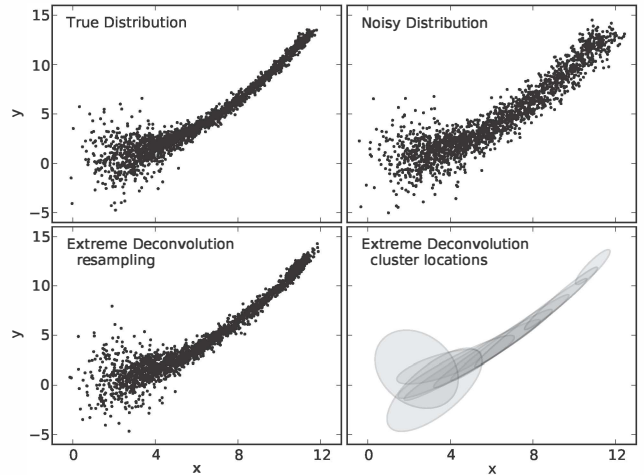 True Distribution
Noisy Distribution
15
10
5
0
−5
y
Extreme Deconvolution
resampling
Extreme Deconvolution
cluster locations
15
10
5
0
−5
y
0
4
8
12
x
0
4
8
12
x